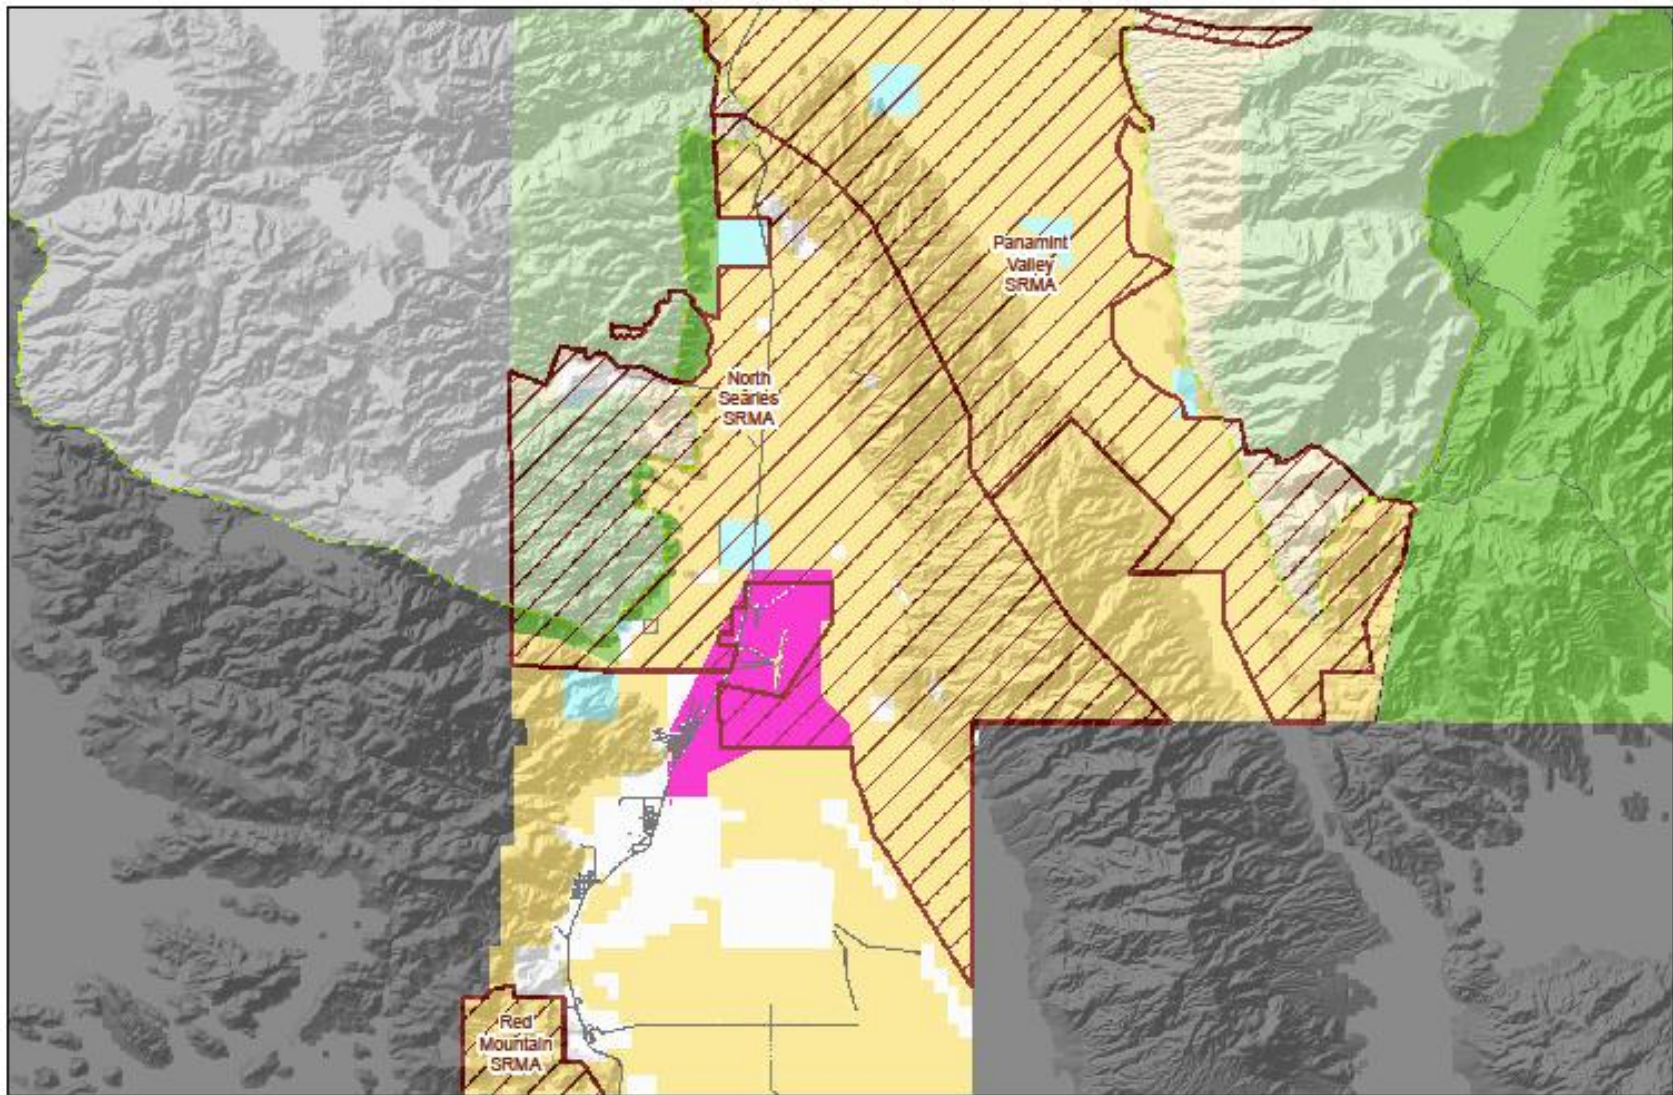 Panamint
Valley
SRMA
North
Searles
SRMA
Red
Mountain
SRMA